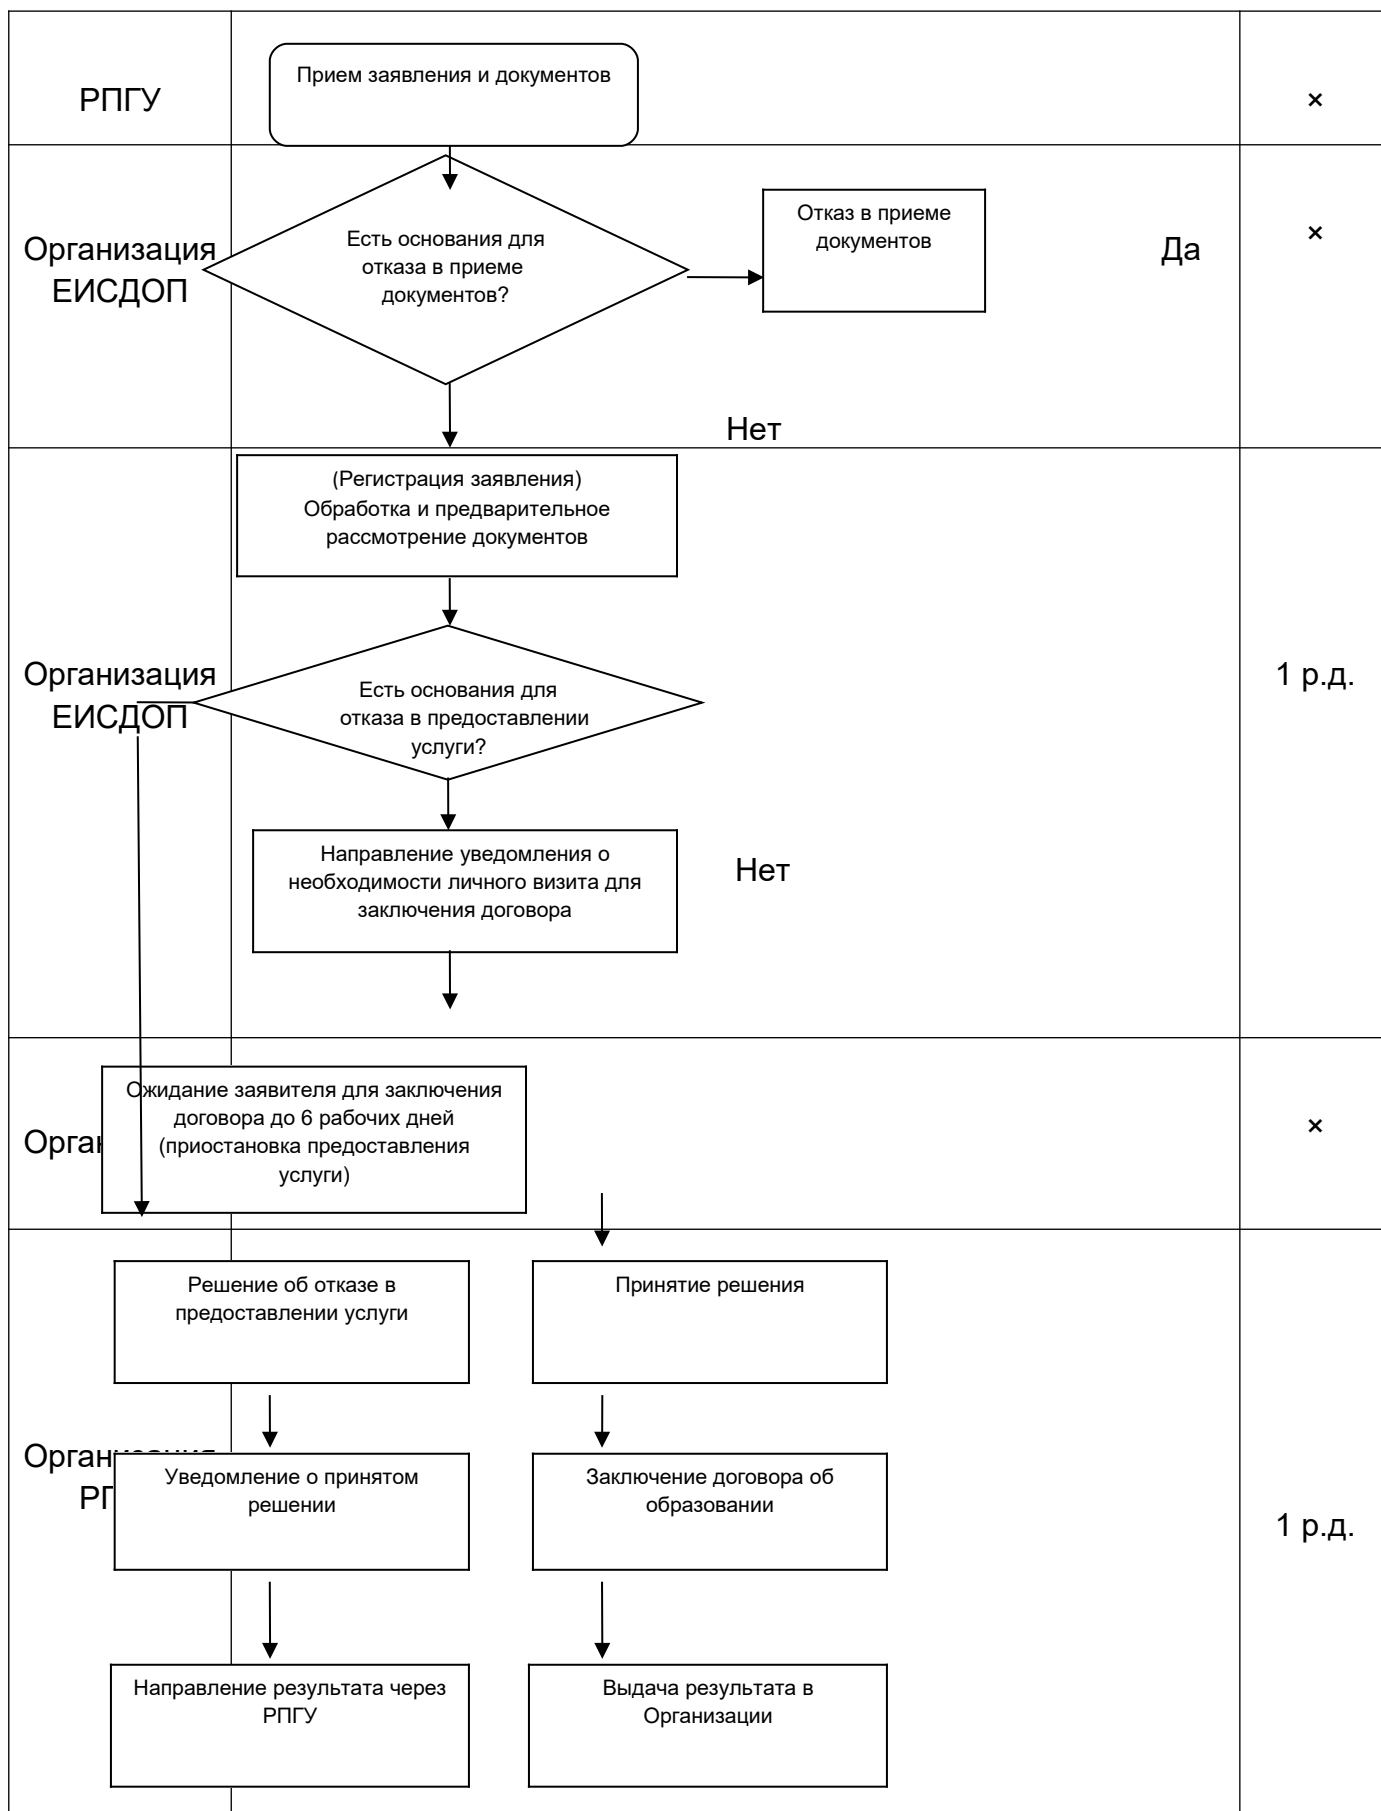 РПГУ
Прием заявления и документов
×
Организация
ЕИСДОП
Есть основания для
отказа в приеме
документов?
Отказ в приеме
документов
Да
×
Нет
(Регистрация заявления)
Обработка и предварительное
рассмотрение документов
Организация
ЕИСДОП
Есть основания для
отказа в предоставлении
услуги?
1 р.д.
Направление уведомления о
необходимости личного визита для
заключения договора
Нет
Ожидание заявителя для заключения
договора до 6 рабочих дней
(приостановка предоставления
услуги)
×
Решение об отказе в
предоставлении услуги
Принятие решения
Организация
Уведомление о принятом
решении
Заключение договора об
образовании
1 р.д.
Направление результата через
РПГУ
Выдача результата в
Организации